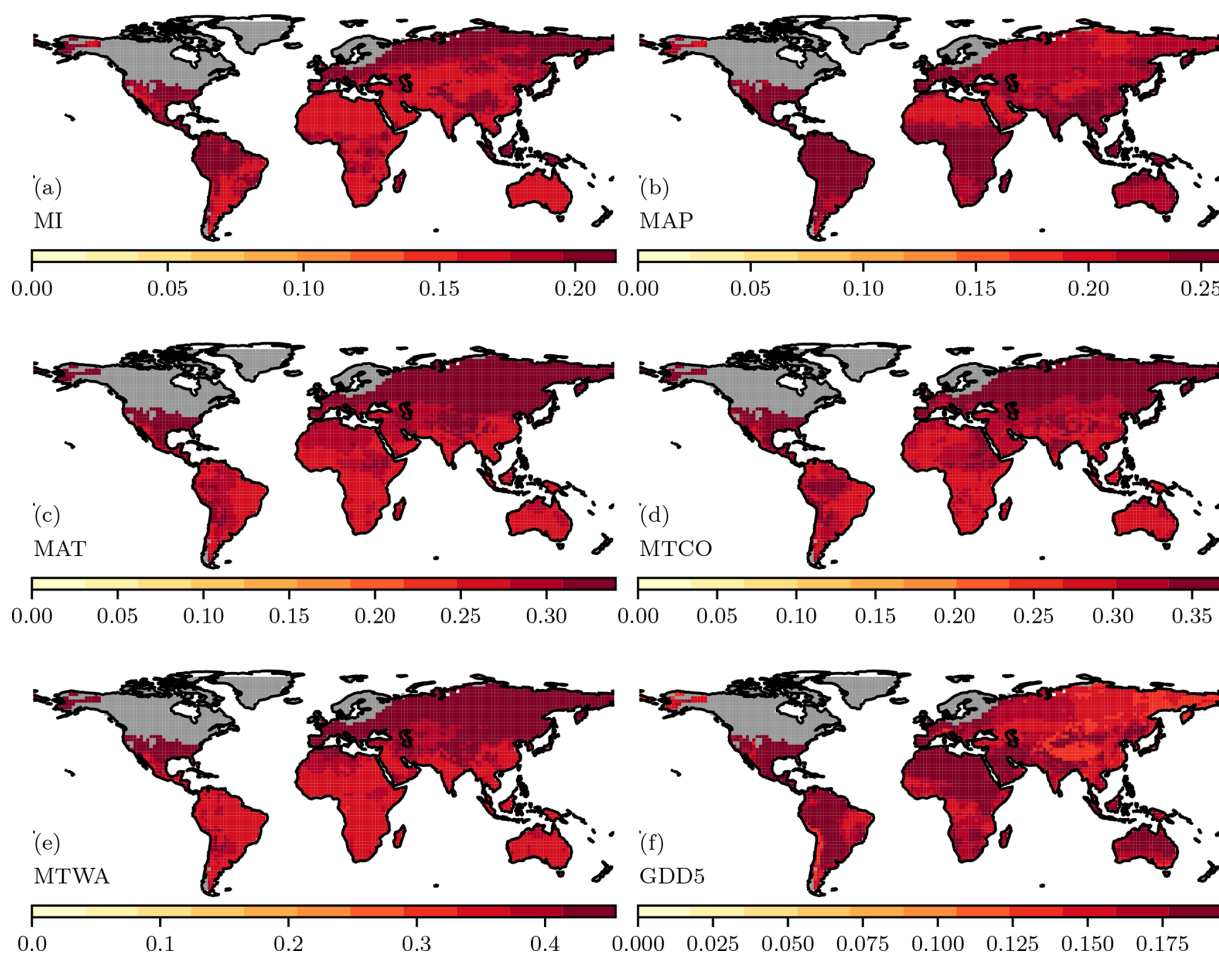 (a)
MI
0.00 0.05 0.10 0.15 0.20
(b)
MAP
0.00 0.05 0.10 0.15 0.20 0.25
(c)
MAT
0.00 0.05 0.10 0.15 0.20 0.25 0.30
(d)
MTCO
0.00 0.05 0.10 0.15 0.20 0.25 0.30 0.35
(e)
MTWA
0.0 0.1 0.2 0.3 0.4
(f)
GDD5
0.000 0.025 0.050 0.075 0.100 0.125 0.150 0.175